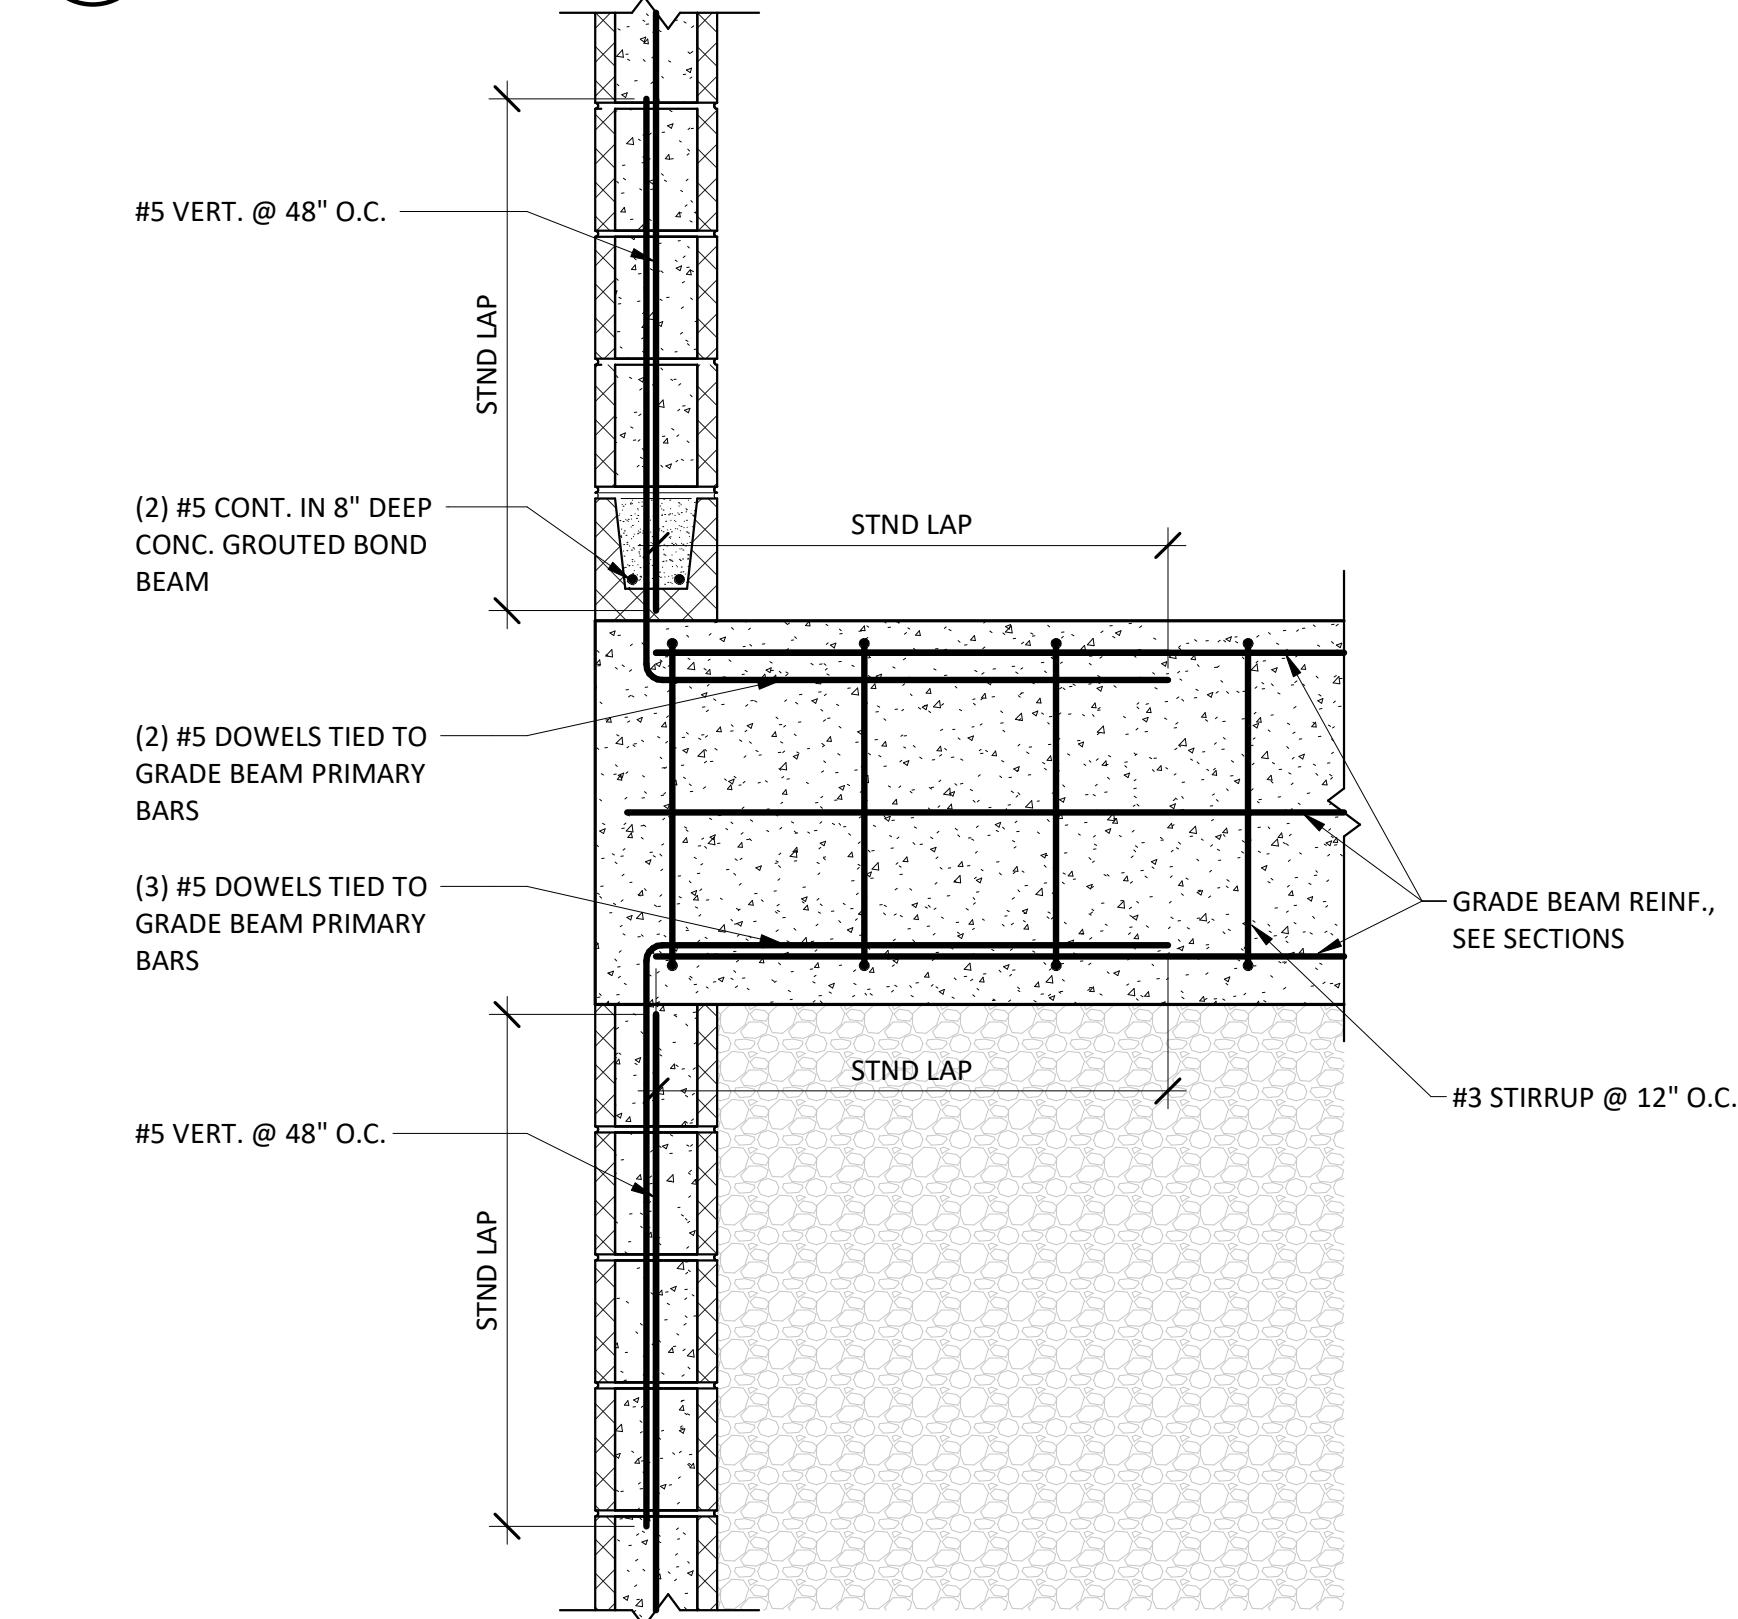 #5 VERT. @ 48" O.C.
STND LAP
(2) #5 CONT. IN 8" DEEP
CONC. GROUTED BOND
BEAM
STND LAP
(2) #5 DOWELS TIED TO
GRADE BEAM PRIMARY
BARS
(3) #5 DOWELS TIED TO
GRADE BEAM PRIMARY
BARS
GRADE BEAM REINF.,
SEE SECTIONS
STND LAP
#3 STIRRUP @ 12" O.C.
#5 VERT. @ 48" O.C.
STND LAP